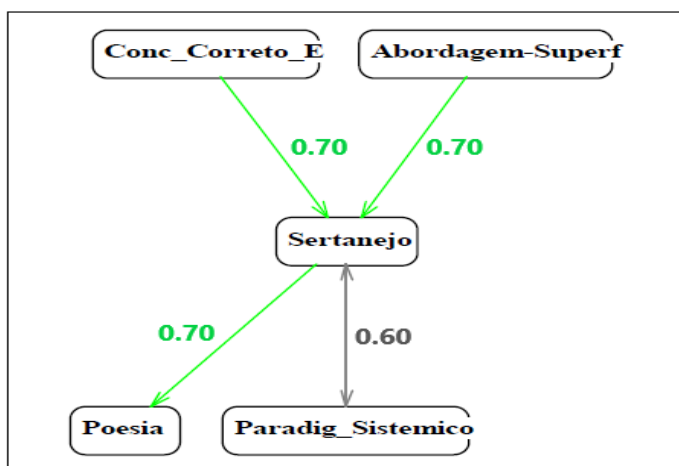 Conc_Correto_E
Abordagem-Superf
0.70
0.70
Sertanejo
0.70
0.60
Poesia
Paradig_Sistemico